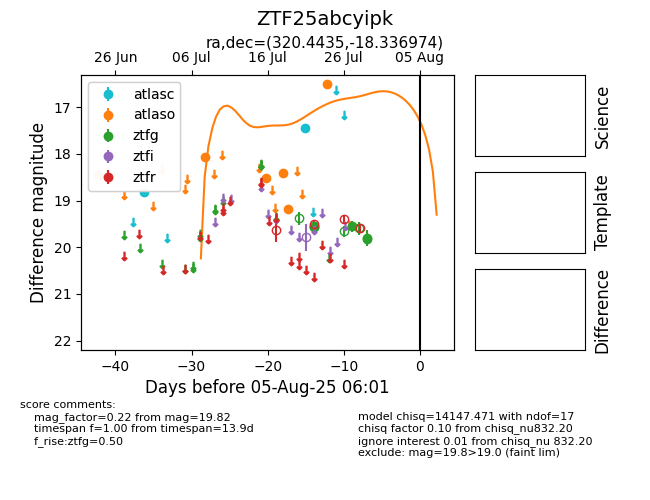 ZTF25abcyipk
ra,dec=(320.4435,-18.336974)
26 Jun 06 Jul 16 Jul 26 Jul 05 Aug
atlasc
atlaso
ztfg
ztfi
ztfr
17
18
19
20
21
22
Difference magnitude
−40 −30 −20 −10 0
Days before 05-Aug-25 06:01
Science
Template
Difference
score comments:
mag_factor=0.22 from mag=19.82
timespan f=1.00 from timespan=13.9d
f_rise:ztfg=0.50
model chisq=14147.471 with ndof=17
chisq factor 0.10 from chisq_nu832.20
ignore interest 0.01 from chisq_nu 832.20
exclude: mag=19.8>19.0 (faint lim)